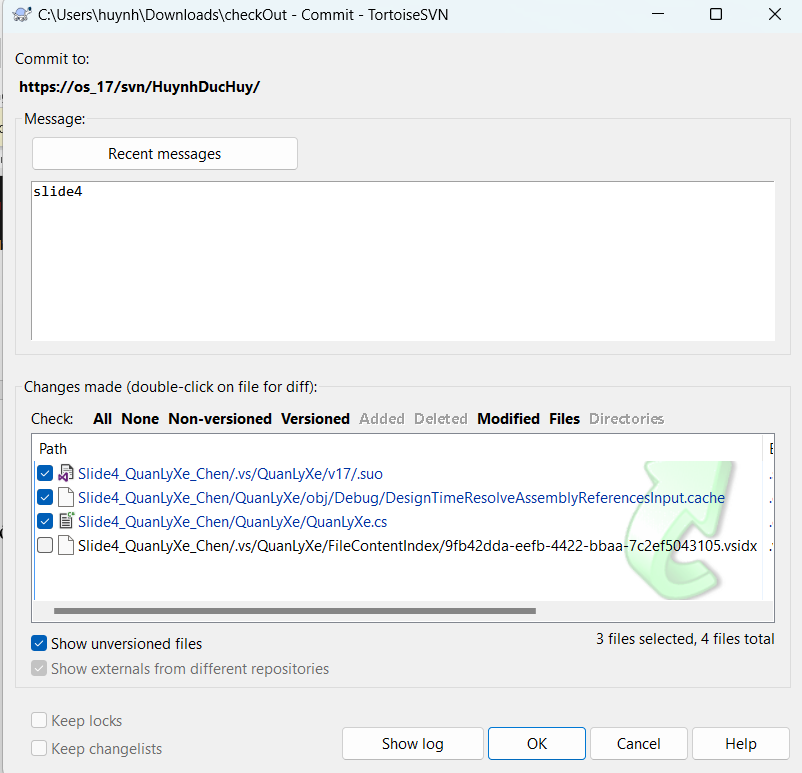 C:\Users\huynh\Downloads\checkOut - Commit - TortoiseSVN
Commit to:
https://os_17/svn/HuynhDucHuy/
Message:
Recent messages
slide4
Changes made (double-click on file for diff):
Check: All None Non-versioned Versioned Added Deleted Modified Files Directories
Path
Slide4_QuanLyXe_Chen/.vs/QuanLyXe/v17/.suo
Slide4_QuanLyXe_Chen/QuanLyXe/obj/Debug/DesignTimeResolveAssemblyReferencesInput.cache
Slide4_QuanLyXe_Chen/QuanLyXe/QuanLyXe.cs
Slide4_QuanLyXe_Chen/.vs/QuanLyXe/FileContentIndex/9fb42dda-eefb-4422-bbaa-7c2ef5043105.vsidx
Show unversioned files
3 files selected, 4 files total
Show externals from different repositories
Keep locks
Keep changelists
Show log
OK
Cancel
Help